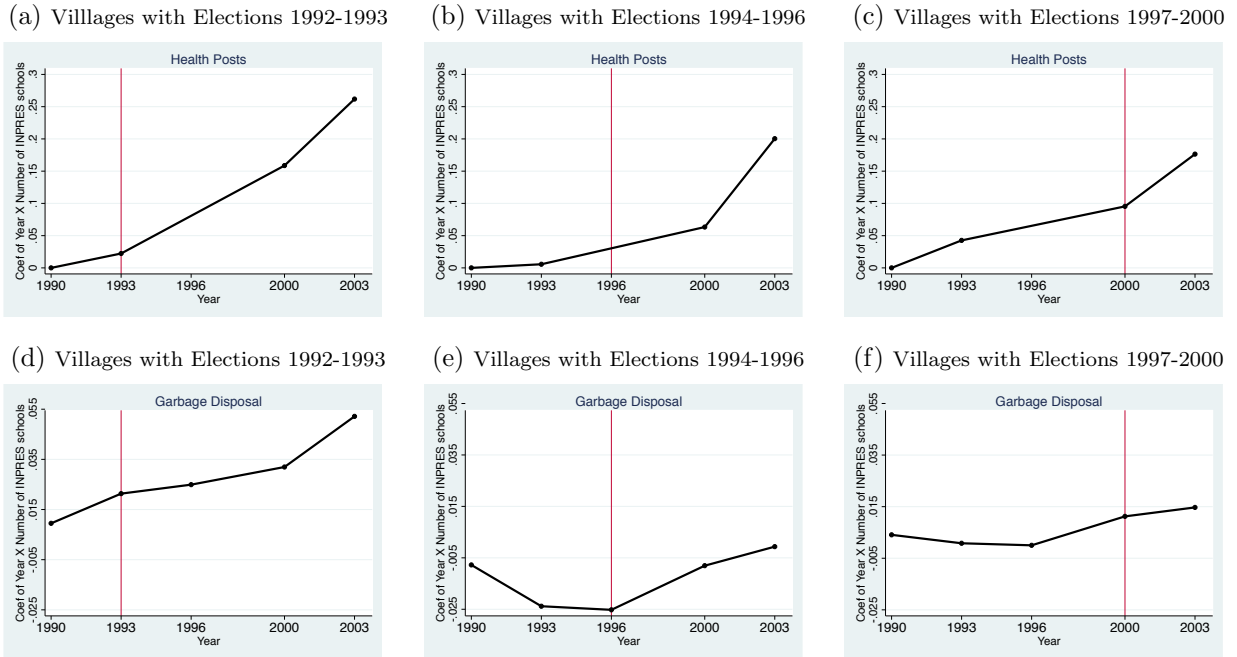 (a) Villlages with Elections 1992-1993
Health Posts
Coef of Year X Number of INPRES schools
0 .05 .1 .15 .2 .25 .3
1990 1993 1996 2000 2003
Year
(b) Villages with Elections 1994-1996
Health Posts
Coef of Year X Number of INPRES schools
0 .05 .1 .15 .2 .25 .3
1990 1993 1996 2000 2003
Year
(c) Villages with Elections 1997-2000
Health Posts
Coef of Year X Number of INPRES schools
0 .05 .1 .15 .2 .25 .3
1990 1993 1996 2000 2003
Year
(d) Villages with Elections 1992-1993
Garbage Disposal
Coef of Year X Number of INPRES schools
-.025 -.005 .015 .035 .055
1990 1993 1996 2000 2003
Year
(e) Villages with Elections 1994-1996
Garbage Disposal
Coef of Year X Number of INPRES schools
-.025 -.005 .015 .035 .055
1990 1993 1996 2000 2003
Year
(f) Villages with Elections 1997-2000
Garbage Disposal
Coef of Year X Number of INPRES schools
-.025 -.005 .015 .035 .055
1990 1993 1996 2000 2003
Year